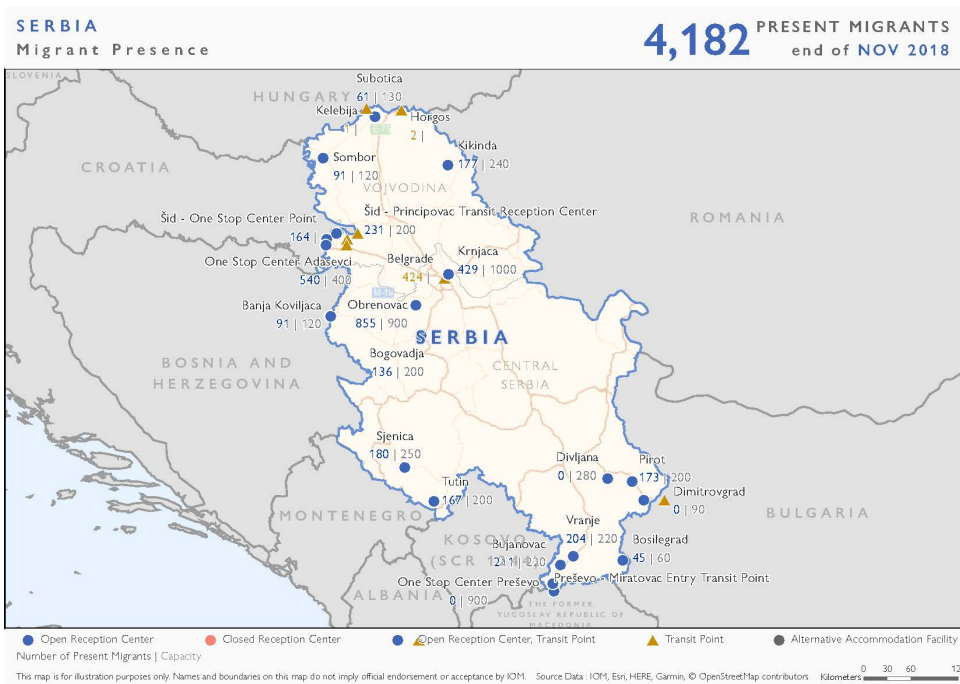 SERBIA
Migrant Presence
4,182 PRESENT MIGRANTS
end of NOV 2018
SLOVENIA
HUNGARY
CROATIA
ROMANIA
BOSNIA AND
HERZEGOVINA
MONTENEGRO
KOSOVO
ALBANIA
BULGARIA
THE FORMER
YUGOSLAV REPUBLIC OF
MACEDONIA
VOJVODINA
SERBIA
CENTRAL
SERBIA
Subotica
61 | 130
Kelebija
Horgos
2 |
E-75
Kikinda
177 | 240
Sombor
91 | 120
Šid - One Stop Center Point
164 |
Šid - Principovac Transit Reception Center
231 | 200
One Stop Center Adasevci
540 | 400
Belgrade
424 |
Krnjaca
429 | 1000
Banja Koviljaca
91 | 120
Obrenovac
855 | 900
Bogovadja
136 | 200
Sjenica
180 | 250
Tutin
167 | 200
Divljana
0 | 280
Pirot
173 | 200
Dimitrovgrad
0 | 90
Vranje
204 | 220
Bosilegrad
45 | 60
Bujanovac
| 220
One Stop Center Preševo
0 | 900
Preševo - Miratovac Entry Transit Point
Open Reception Center
Closed Reception Center
Open Reception Center, Transit Point
Transit Point
Alternative Accommodation Facility
Number of Present Migrants | Capacity
This map is for illustration purposes only. Names and boundaries on this map do not imply official endorsement or acceptance by IOM. Source Data : IOM, Esri, HERE, Garmin, © OpenStreetMap contributors
Kilometers 0 30 60